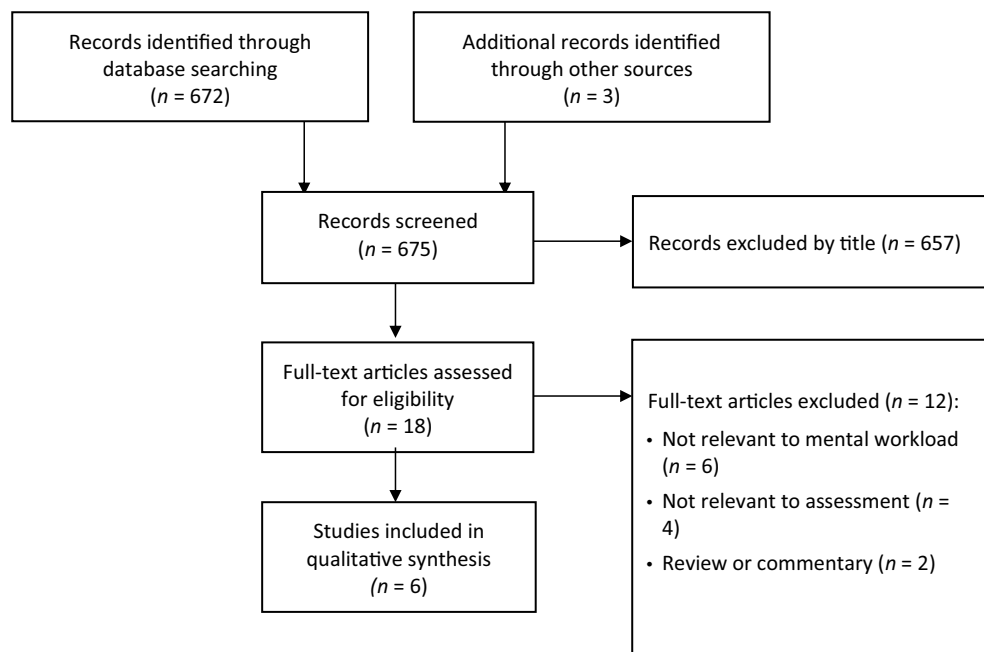 Records identified through
database searching
(n = 672)
Additional records identified
through other sources
(n = 3)
Records screened
(n = 675)
Records excluded by title (n = 657)
Full-text articles assessed
for eligibility
(n = 18)
Full-text articles excluded (n = 12):
• Not relevant to mental workload
(n = 6)
• Not relevant to assessment (n =
4)
• Review or commentary (n = 2)
Studies included in
qualitative synthesis
(n = 6)